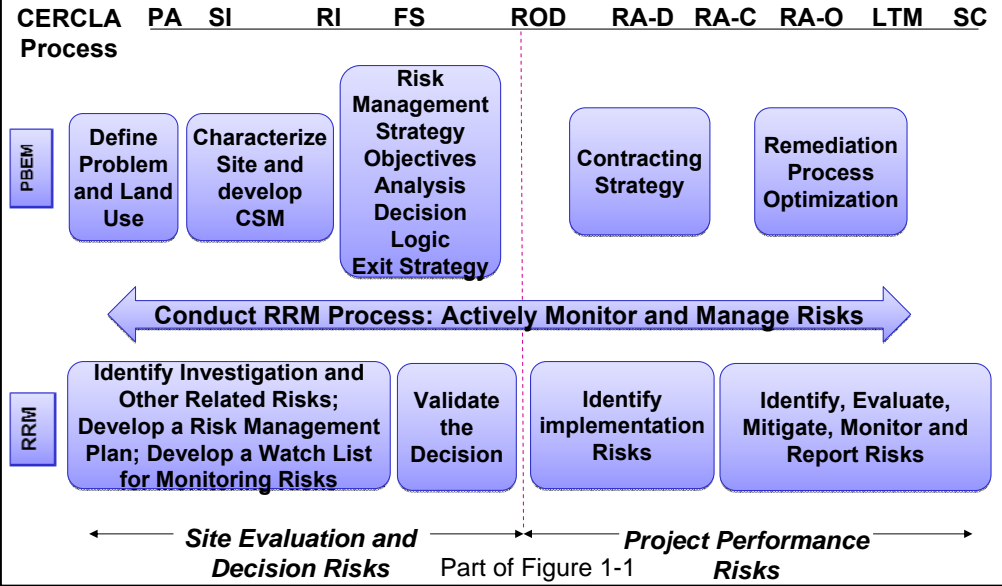 CERCLA
Process
PA SI RI FS ROD RA-D RA-C RA-O LTM SC
PBEM
Define
Problem
and Land
Use
Characterize
Site and
develop
CSM
Risk
Management
Strategy
Objectives
Analysis
Decision
Logic
Exit Strategy
Contracting
Strategy
Remediation
Process
Optimization
Conduct RRM Process: Actively Monitor and Manage Risks
RRM
Identify Investigation and
Other Related Risks;
Develop a Risk Management
Plan; Develop a Watch List
for Monitoring Risks
Validate
the
Decision
Identify
implementation
Risks
Identify, Evaluate,
Mitigate, Monitor and
Report Risks
Site Evaluation and
Decision Risks
Part of Figure 1-1
Project Performance
Risks